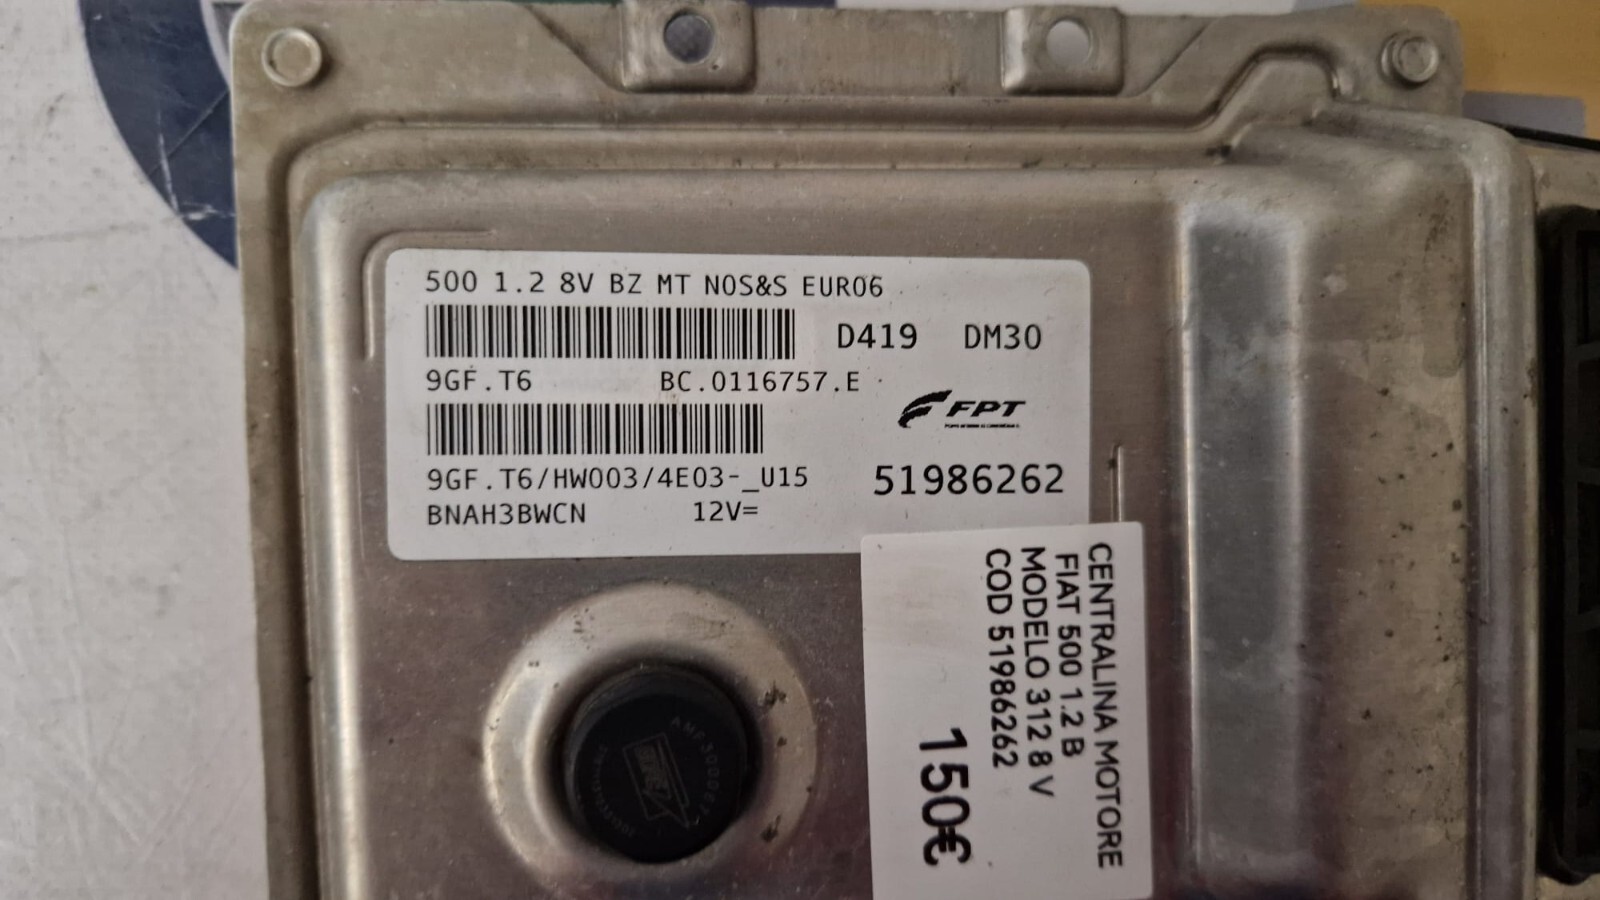 500 1.2 8V BZ MT NOS&S EURO6
D419 DM30
9GF.T6 BC.0116757.E
FPT
9GF.T6/HW003/4E03-_U15
51986262
BNAH3BWCN 12V=
CENTRALINA MOTORE
FIAT 500 1.2 B
MODELO 312 8 V
COD 51986262
150€